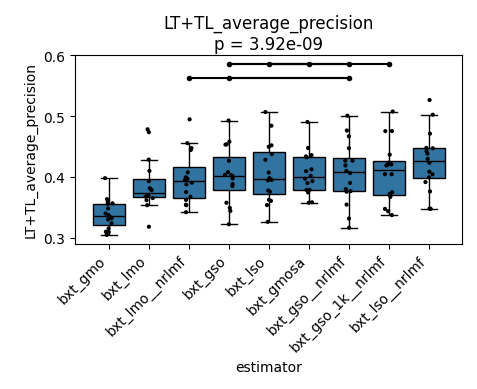 LT+TL_average_precision
p = 3.92e-09
LT+TL_average_precision
0.6
0.5
0.4
0.3
bxt_gmo
bxt_lmo
bxt_lmo__nrlmf
bxt_gso
bxt_lso
bxt_gmosa
bxt_gso__nrlmf
bxt_gso_1k__nrlmf
bxt_lso__nrlmf
estimator